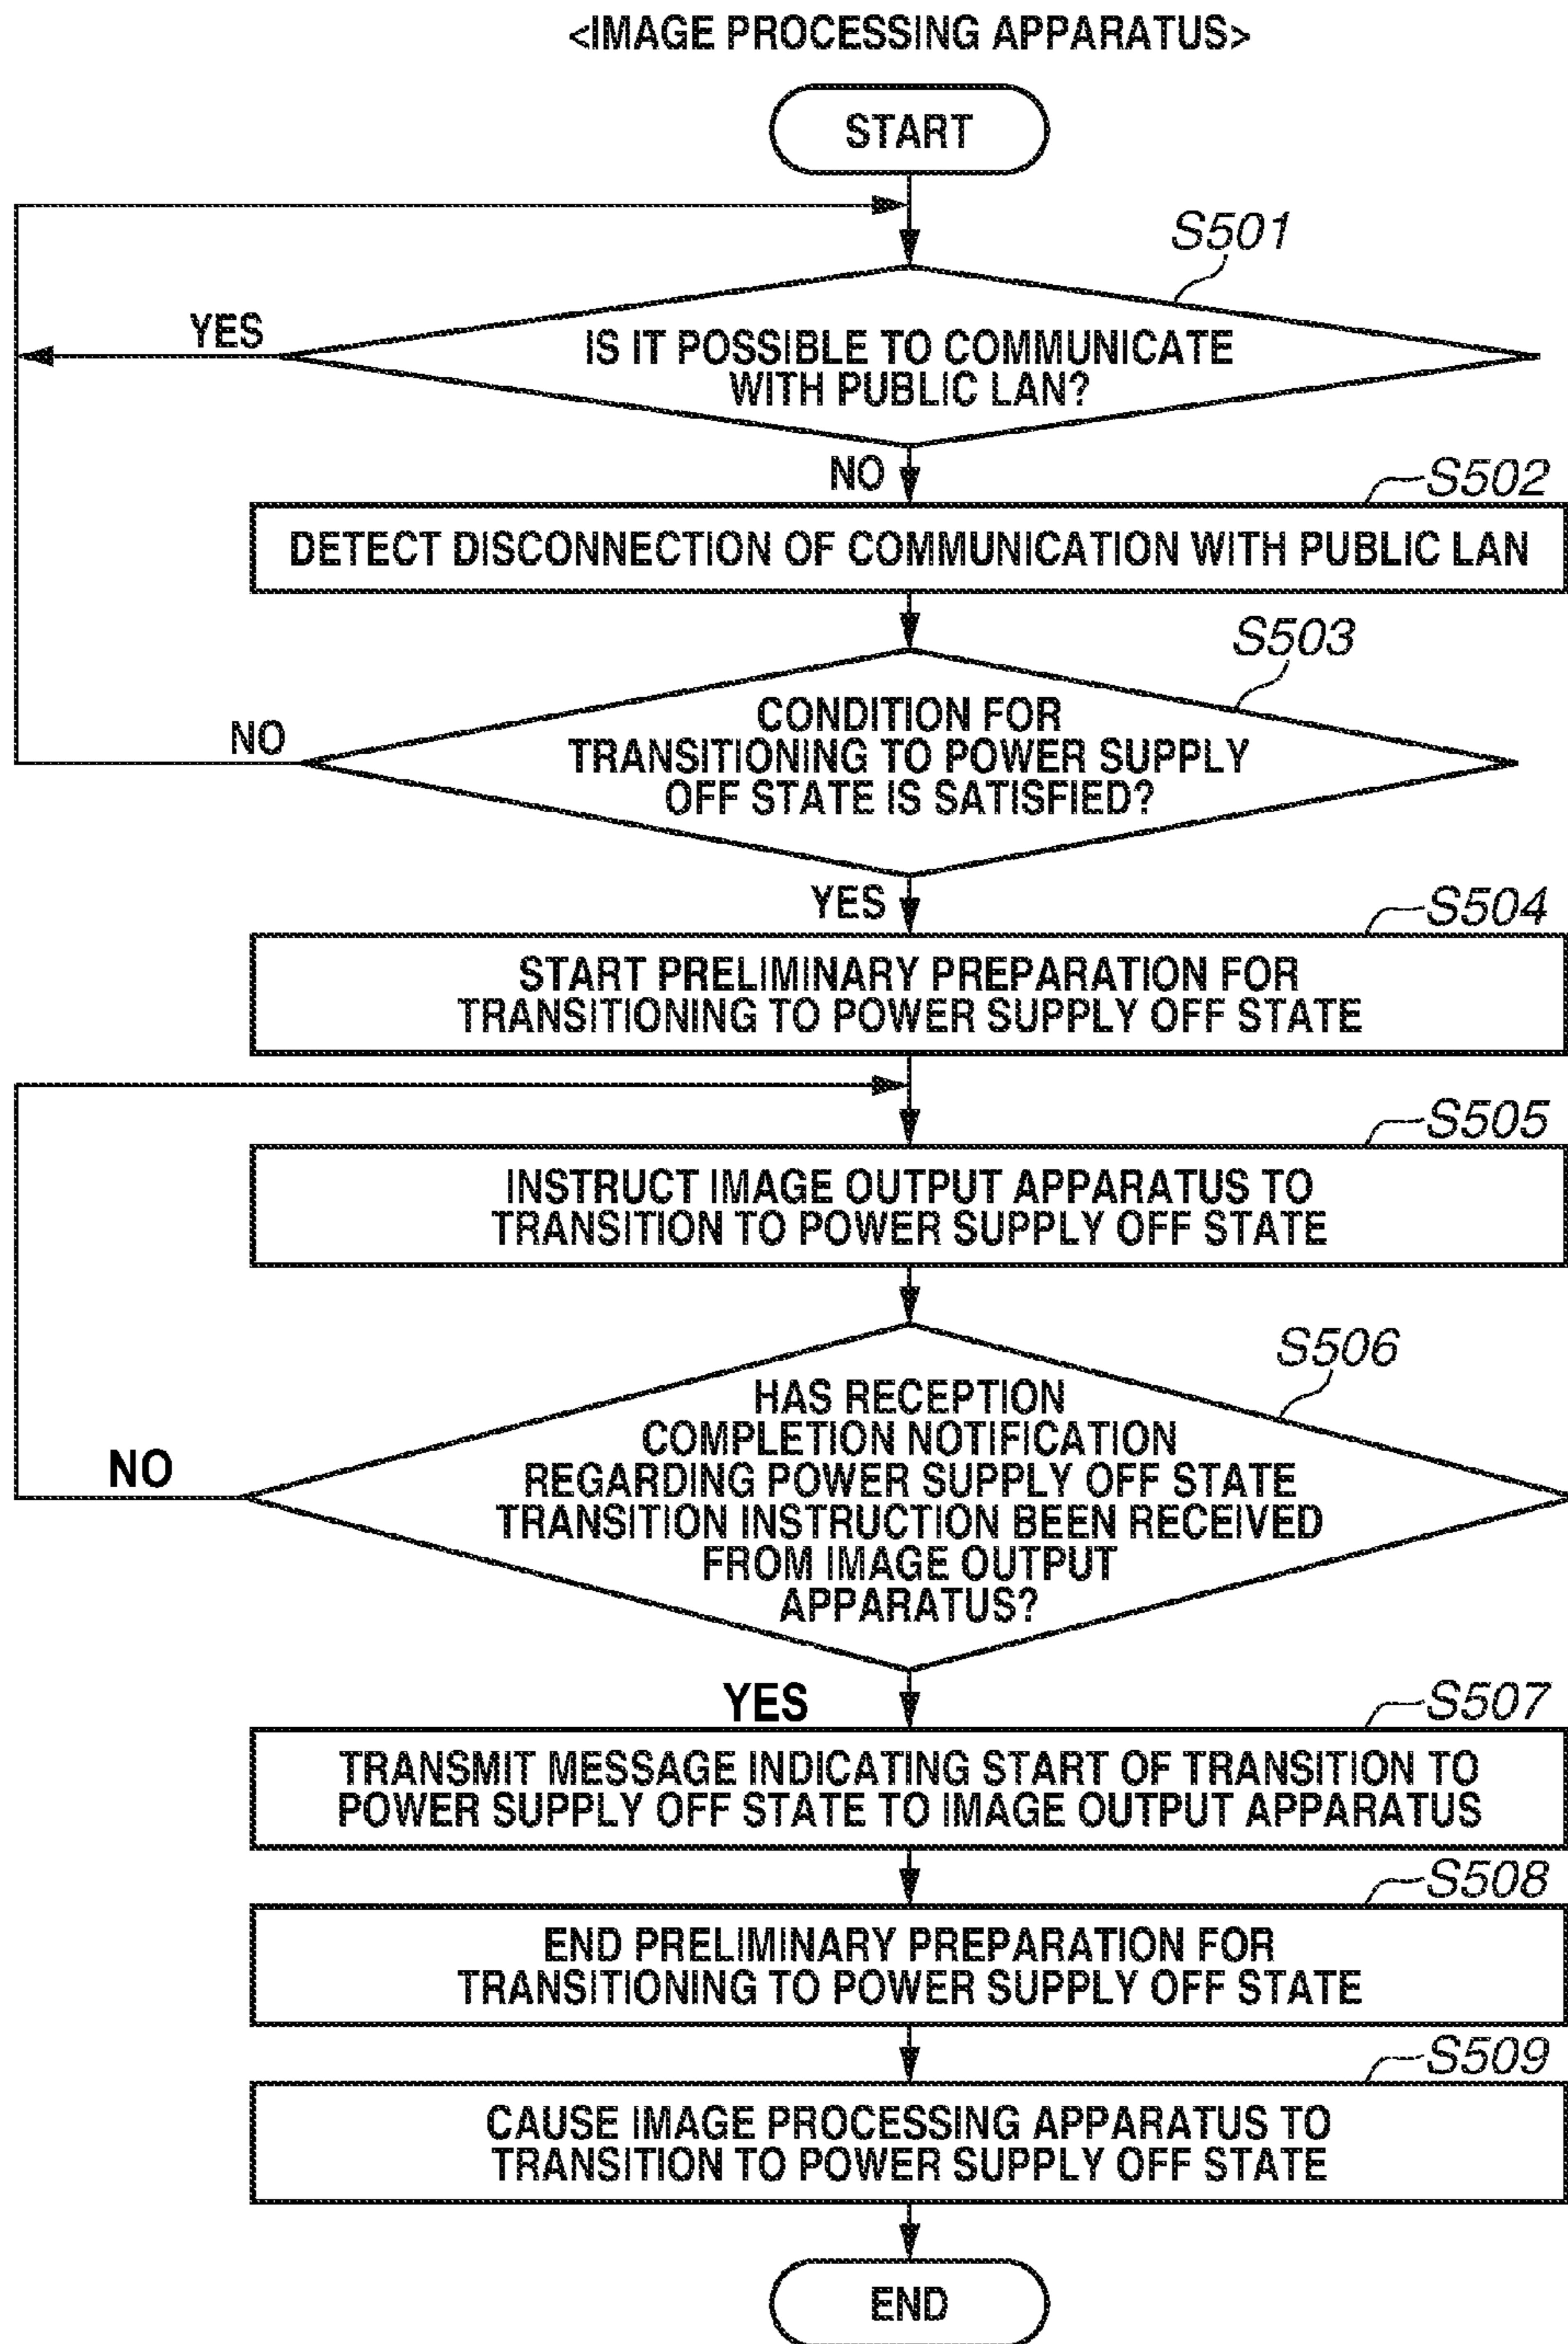 <IMAGE PROCESSING APPARATUS>
START
S501
IS IT POSSIBLE TO COMMUNICATE
WITH PUBLIC LAN?
YES
NO
S502
DETECT DISCONNECTION OF COMMUNICATION WITH PUBLIC LAN
S503
CONDITION FOR
TRANSITIONING TO POWER SUPPLY
OFF STATE IS SATISFIED?
NO
YES
S504
START PRELIMINARY PREPARATION FOR
TRANSITIONING TO POWER SUPPLY OFF STATE
S505
INSTRUCT IMAGE OUTPUT APPARATUS TO
TRANSITION TO POWER SUPPLY OFF STATE
S506
HAS RECEPTION
COMPLETION NOTIFICATION
REGARDING POWER SUPPLY OFF STATE
TRANSITION INSTRUCTION BEEN RECEIVED
FROM IMAGE OUTPUT
APPARATUS?
NO
YES
S507
TRANSMIT MESSAGE INDICATING START OF TRANSITION TO
POWER SUPPLY OFF STATE TO IMAGE OUTPUT APPARATUS
S508
END PRELIMINARY PREPARATION FOR
TRANSITIONING TO POWER SUPPLY OFF STATE
S509
CAUSE IMAGE PROCESSING APPARATUS TO
TRANSITION TO POWER SUPPLY OFF STATE
END